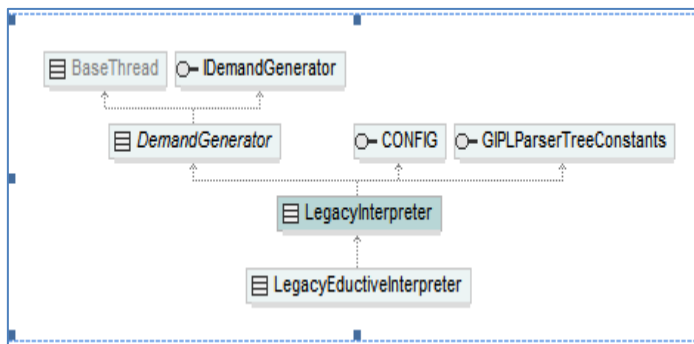 BaseThread
IDemandGenerator
DemandGenerator
CONFIG
GIPLParserTreeConstants
LegacyInterpreter
LegacyEductiveInterpreter